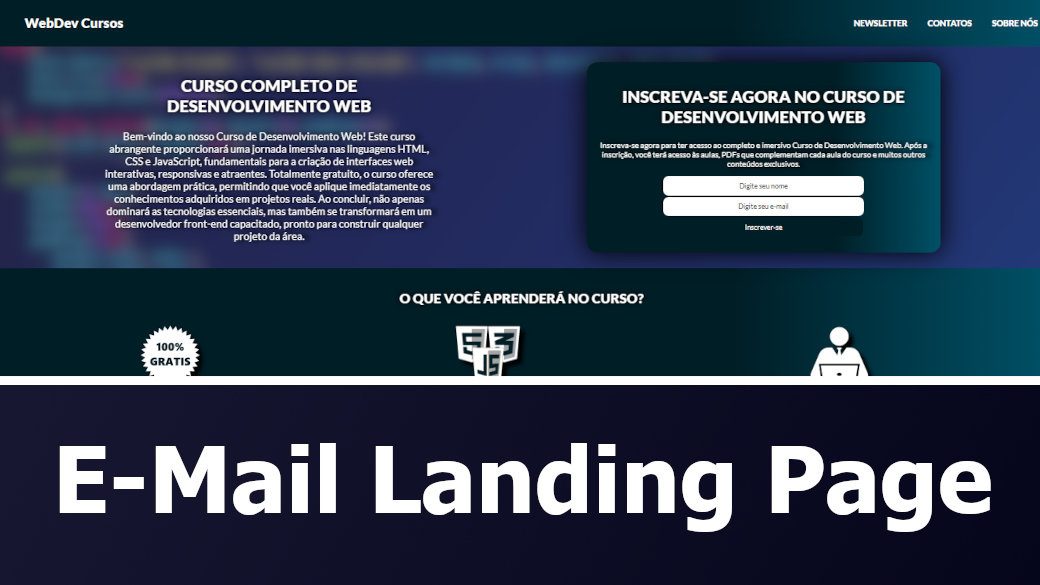 WebDev Cursos
NEWSLETTER CONTATOS SOBRE NÓS
CURSO COMPLETO DE
DESENVOLVIMENTO WEB
Bem-vindo ao nosso Curso de Desenvolvimento Web! Este curso
abrangente proporcionará uma jornada imersiva nas linguagens HTML,
CSS e JavaScript, fundamentais para a criação de interfaces web
interativas, responsivas e atraentes. Totalmente gratuito, o curso oferece
uma abordagem prática, permitindo que você aplique imediatamente os
conhecimentos adquiridos em projetos reais. Ao concluir, não apenas
dominará as tecnologias essenciais, mas também se transformará em um
desenvolvedor front-end capacitado, pronto para construir qualquer
projeto da área.
INSCREVA-SE AGORA NO CURSO DE
DESENVOLVIMENTO WEB
Inscreva-se agora para ter acesso ao completo e imersivo Curso de Desenvolvimento Web. Após a
inscrição, você terá acesso às aulas, PDFs que complementam cada aula do curso e muitos outros
conteúdos exclusivos.
Digite seu nome
Digite seu e-mail
Inscrever-se
O QUE VOCÊ APRENDERÁ NO CURSO?
100%
GRATIS
5 3
JS
E-Mail Landing Page